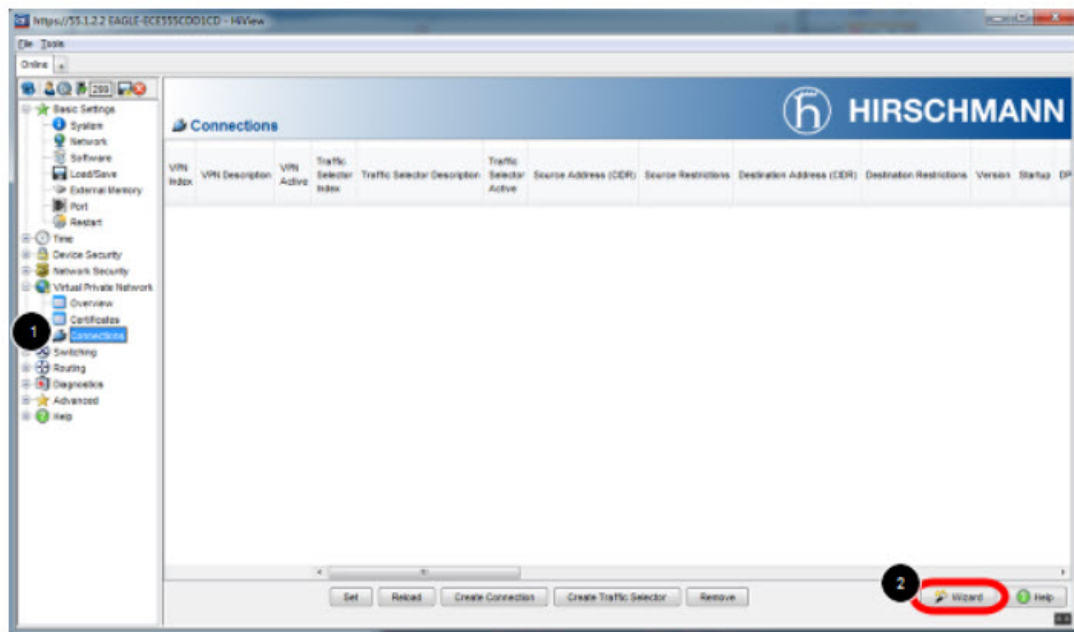 https://55.1.2.2 EAGLE-ECE555CDD1CD - HiView
File Tools
Online
299
Basic Settings
System
Network
Software
Load/Save
External Memory
Port
Restart
Time
Device Security
Network Security
Virtual Private Network
Overview
Certificates
1
Connections
Switching
Routing
Diagnostics
Advanced
Help
Connections
HIRSCHMANN
VPN Index VPN Description VPN Active Traffic Selector Index Traffic Selector Description Traffic Selector Active Source Address (CIDR) Source Restrictions Destination Address (CIDR) Destination Restrictions Version Startup DP
2
Set Reload Create Connection Create Traffic Selector Remove Wizard Help